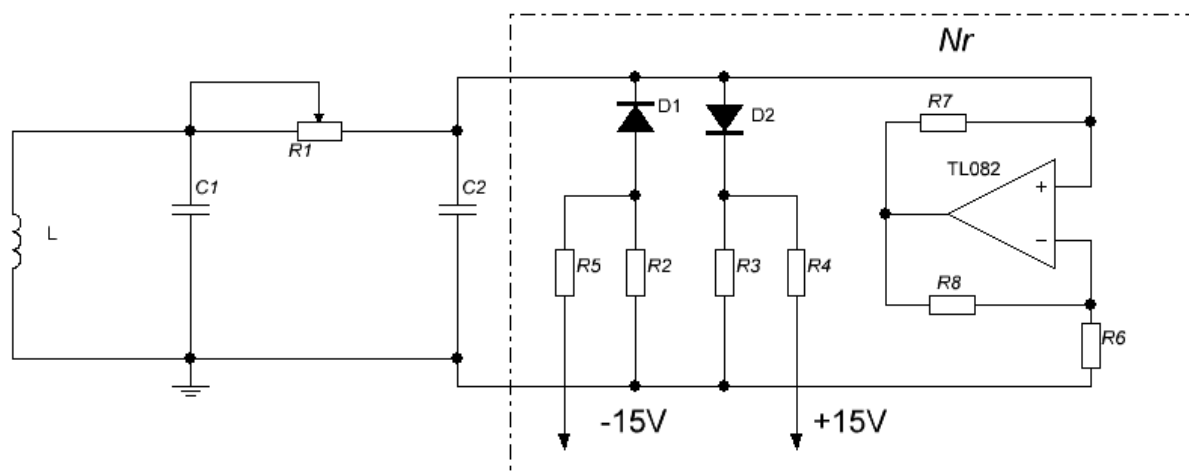 Nr
R7
D1
D2
TL082
R1
C1
C2
+
L
−
R5
R2
R3
R4
R8
R6
-15V
+15V